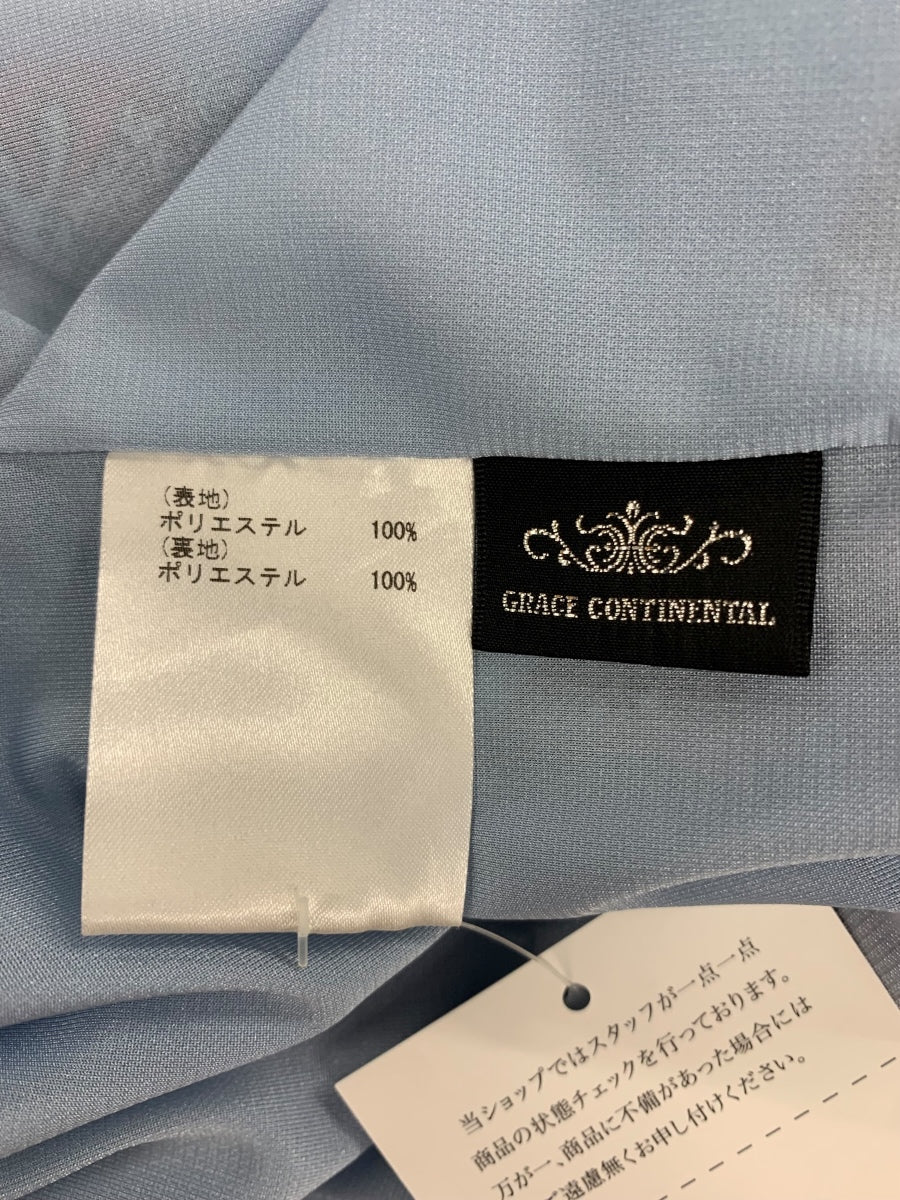 (表地)
ポリエステル 100%
(裏地)
ポリエステル 100%
GRACE CONTINENTAL
当ショップではスタッフが一点一点
商品の状態チェックを行っております。
万が一、商品に不備があった場合には
遠慮無くお申し付けください。